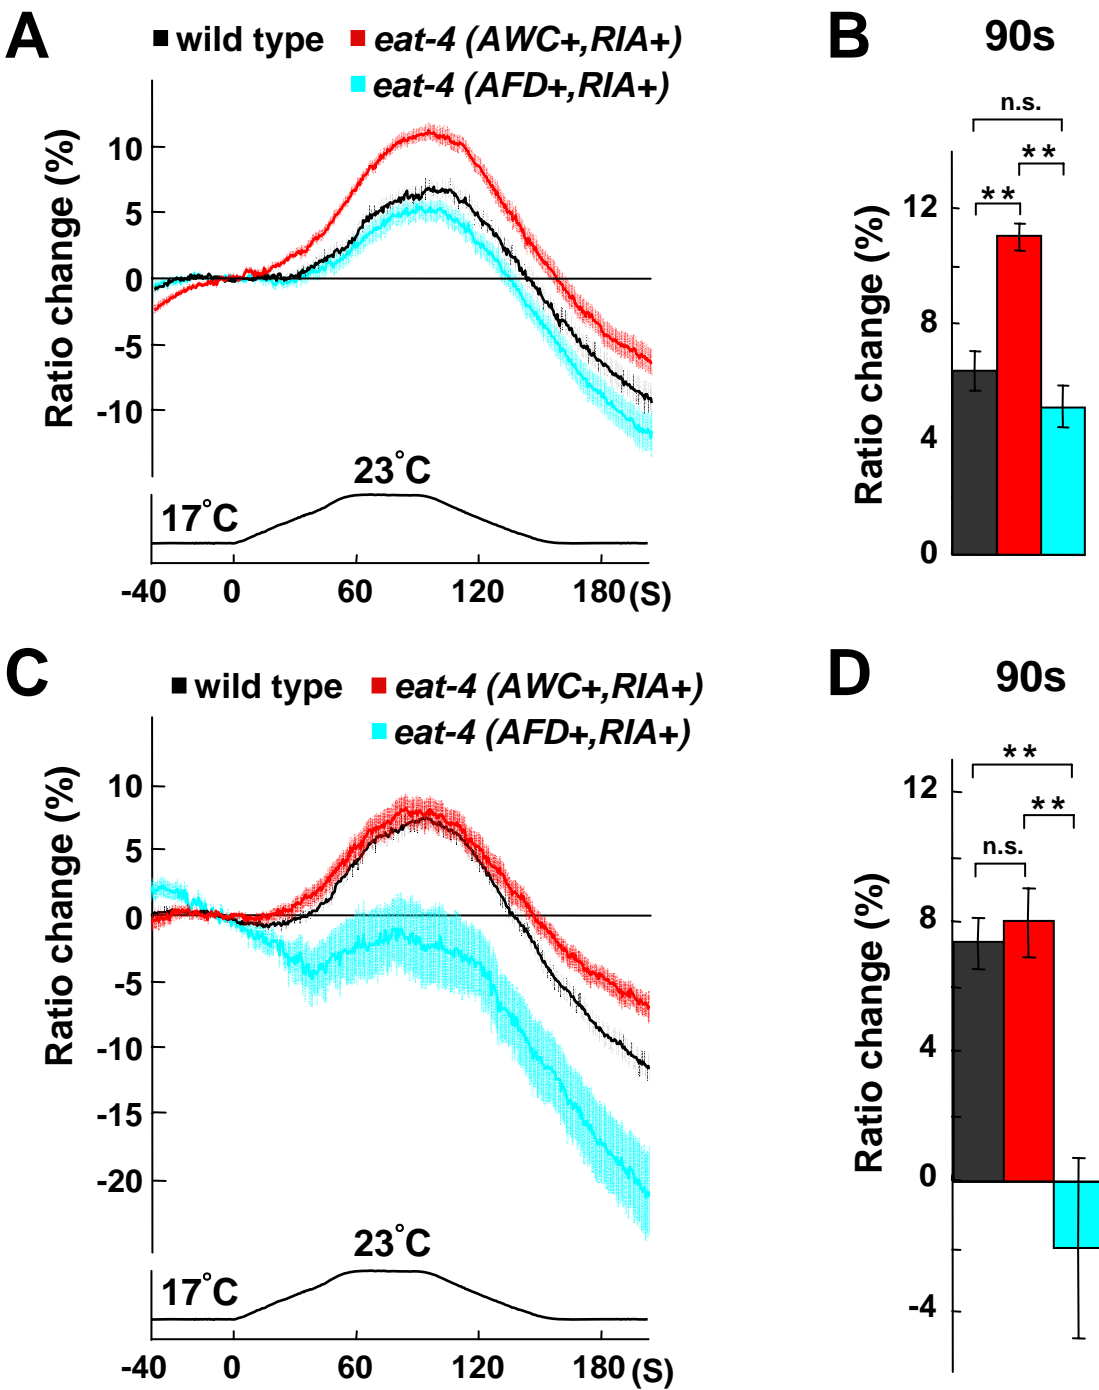 A
wild type
eat-4 (AWC+,RIA+)
eat-4 (AFD+,RIA+)
Ratio change (%)
10
5
0
-5
-10
23°C
17°C
-40 0 60 120 180 (S)
B
90s
n.s.
**
**
Ratio change (%)
12
8
4
0
C
wild type
eat-4 (AWC+,RIA+)
eat-4 (AFD+,RIA+)
Ratio change (%)
10
5
0
-5
-10
-15
-20
23°C
17°C
-40 0 60 120 180 (S)
D
90s
**
**
n.s.
Ratio change (%)
12
8
4
0
-4